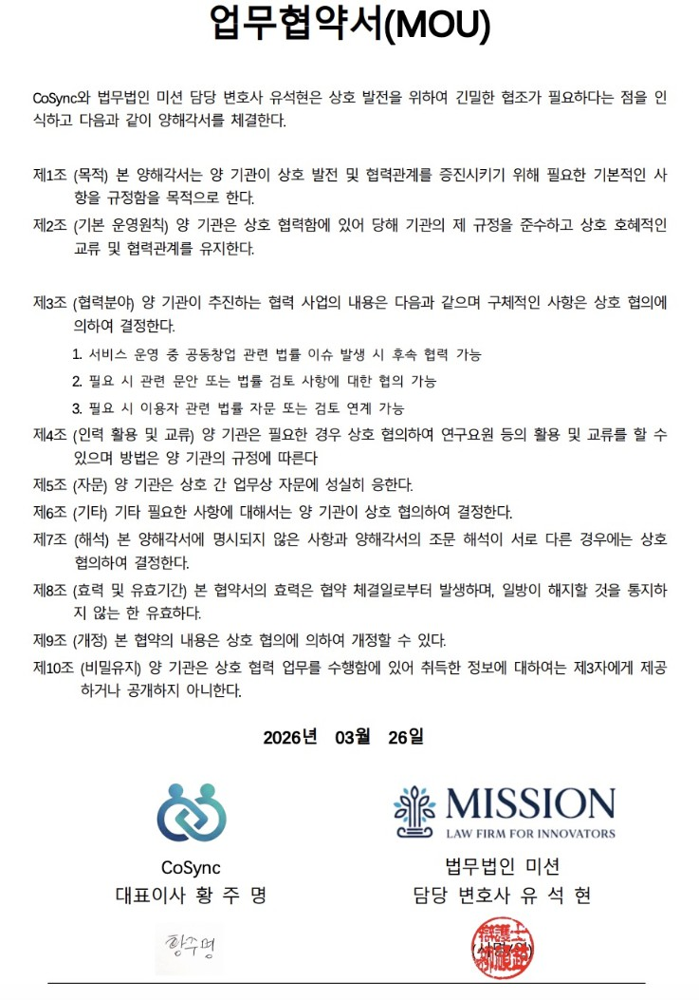 업무협약서(MOU)
CoSync와 법무법인 미션 담당 변호사 유석현은 상호 발전을 위하여 긴밀한 협조가 필요하다는 점을 인
식하고 다음과 같이 양해각서를 체결한다.
제1조 (목적) 본 양해각서는 양 기관이 상호 발전 및 협력관계를 증진시키기 위해 필요한 기본적인 사
항을 규정함을 목적으로 한다.
제2조 (기본 운영원칙) 양 기관은 상호 협력함에 있어 당해 기관의 제 규정을 준수하고 상호 호혜적인
교류 및 협력관계를 유지한다.
제3조 (협력분야) 양 기관이 추진하는 협력 사업의 내용은 다음과 같으며 구체적인 사항은 상호 협의에
의하여 결정한다.
1. 서비스 운영 중 공동창업 관련 법률 이슈 발생 시 후속 협력 가능
2. 필요 시 관련 문안 또는 법률 검토 사항에 대한 협의 가능
3. 필요 시 이용자 관련 법률 자문 또는 검토 연계 가능
제4조 (인력 활용 및 교류) 양 기관은 필요한 경우 상호 협의하여 연구요원 등의 활용 및 교류를 할 수
있으며 방법은 양 기관의 규정에 따른다
제5조 (자문) 양 기관은 상호 간 업무상 자문에 성실히 응한다.
제6조 (기타) 기타 필요한 사항에 대해서는 양 기관이 상호 협의하여 결정한다.
제7조 (해석) 본 양해각서에 명시되지 않은 사항과 양해각서의 조문 해석이 서로 다른 경우에는 상호
협의하여 결정한다.
제8조 (효력 및 유효기간) 본 협약서의 효력은 협약 체결일로부터 발생하며, 일방이 해지할 것을 통지하
지 않는 한 유효하다.
제9조 (개정) 본 협약의 내용은 상호 협의에 의하여 개정할 수 있다.
제10조 (비밀유지) 양 기관은 상호 협력 업무를 수행함에 있어 취득한 정보에 대하여는 제3자에게 제공
하거나 공개하지 아니한다.
2026년 03월 26일
MISSION
LAW FIRM FOR INNOVATORS
CoSync 법무법인 미션
대표이사 황 주 명 담당 변호사 유 석 현
황주명